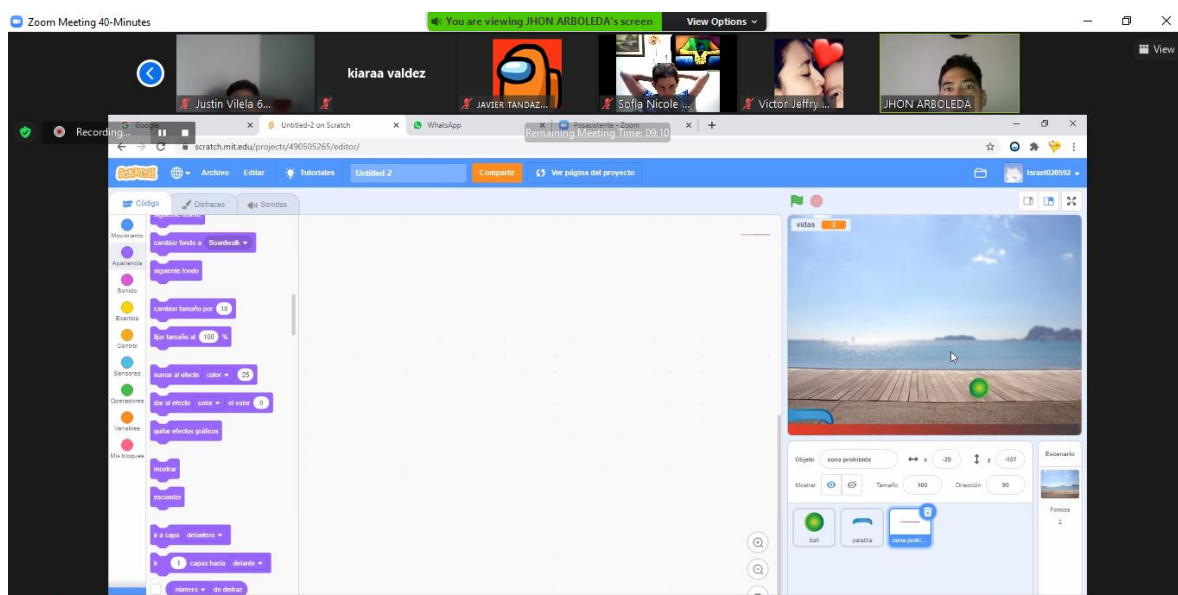 Zoom Meeting 40-Minutes
You are viewing JHON ARBOLEDA's screen
View Options
View
Justin Vilela 6...
kiaraa valdez
JAVIER TANDAZ...
Sofia Nicole ...
Victor Jeffry ...
JHON ARBOLEDA
Recording...
Untitled-2 on Scratch
WhatsApp
Posasistente - Zoom
Remaining Meeting Time: 09:10
scratch.mit.edu/projects/490505265/editor/
SCRATCH
Archivo
Editar
Tutoriales
Untitled 2
Compartir
Ver página del proyecto
Israel020592
Código
Disfraces
Sonidos
Movimiento
Apariencia
Sonido
Eventos
Control
Sensores
Operadores
Variables
Mis bloques
cambiar fondo a Boardwalk
siguiente fondo
cambiar tamaño por 10
fijar tamaño al 100 %
sumar al efecto color 25
dar al efecto color el valor 0
quitar efectos gráficos
mostrar
esconder
ir a capa delantera
ir 1 capas hacia delante
número de disfraz
vidas 3
Objeto zona prohibida x -29 y -157
Mostrar Tamaño 100 Dirección 90
ball
paletita
zona prohi...
Escenario
Fondos
2